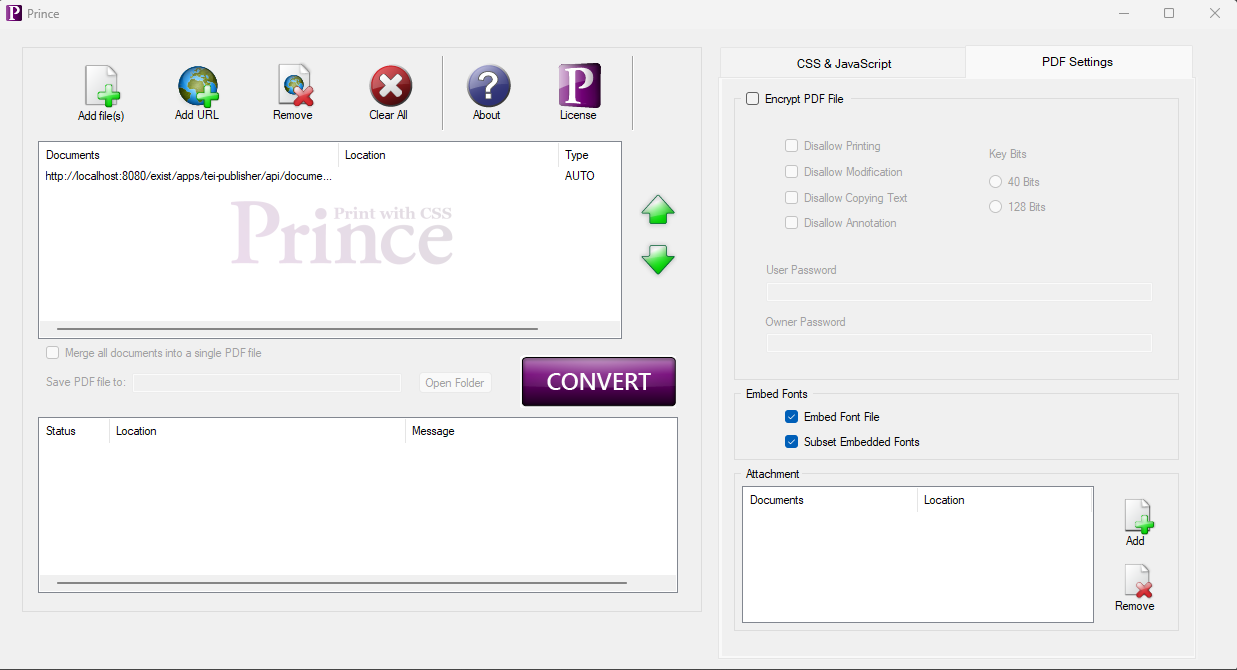 Prince
Add file(s)
Add URL
Remove
Clear All
About
License
Documents
Location
Type
http://localhost:8080/exist/apps/tei-publisher/api/docume...
AUTO
Print with CSS
Prince
Merge all documents into a single PDF file
Save PDF file to:
Open Folder
CONVERT
Status
Location
Message
CSS & JavaScript
PDF Settings
Encrypt PDF File
Disallow Printing
Disallow Modification
Disallow Copying Text
Disallow Annotation
Key Bits
40 Bits
128 Bits
User Password
Owner Password
Embed Fonts
Embed Font File
Subset Embedded Fonts
Attachment
Documents
Location
Add
Remove